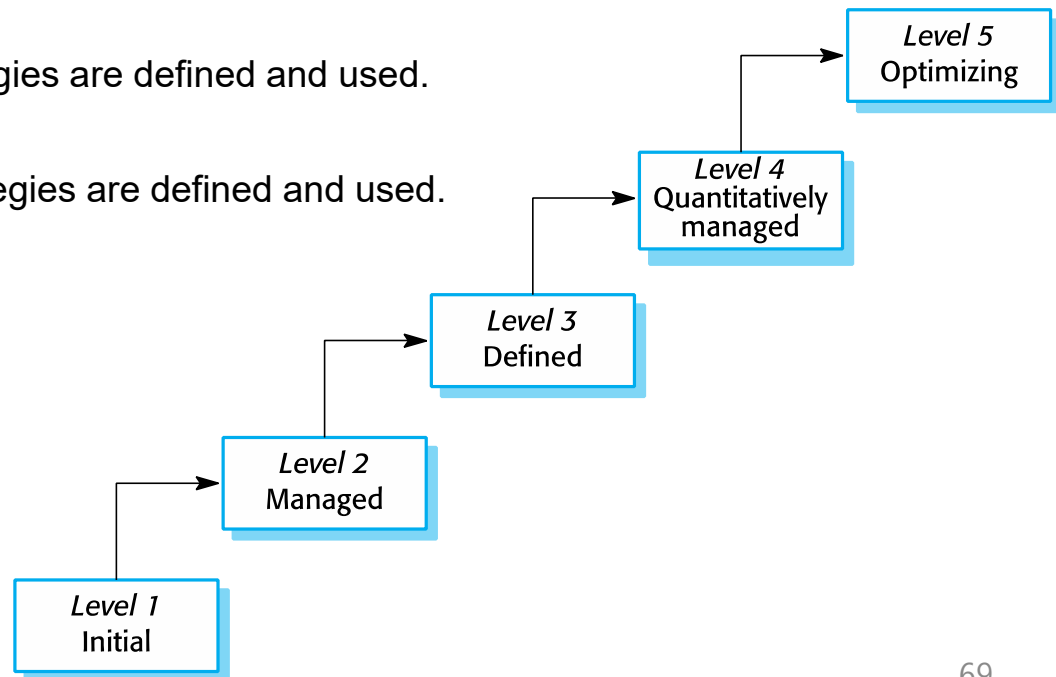 gies are defined and used.
egies are defined and used.
Level 5
Optimizing
Level 4
Quantitatively
managed
Level 3
Defined
Level 2
Managed
Level 1
Initial
69